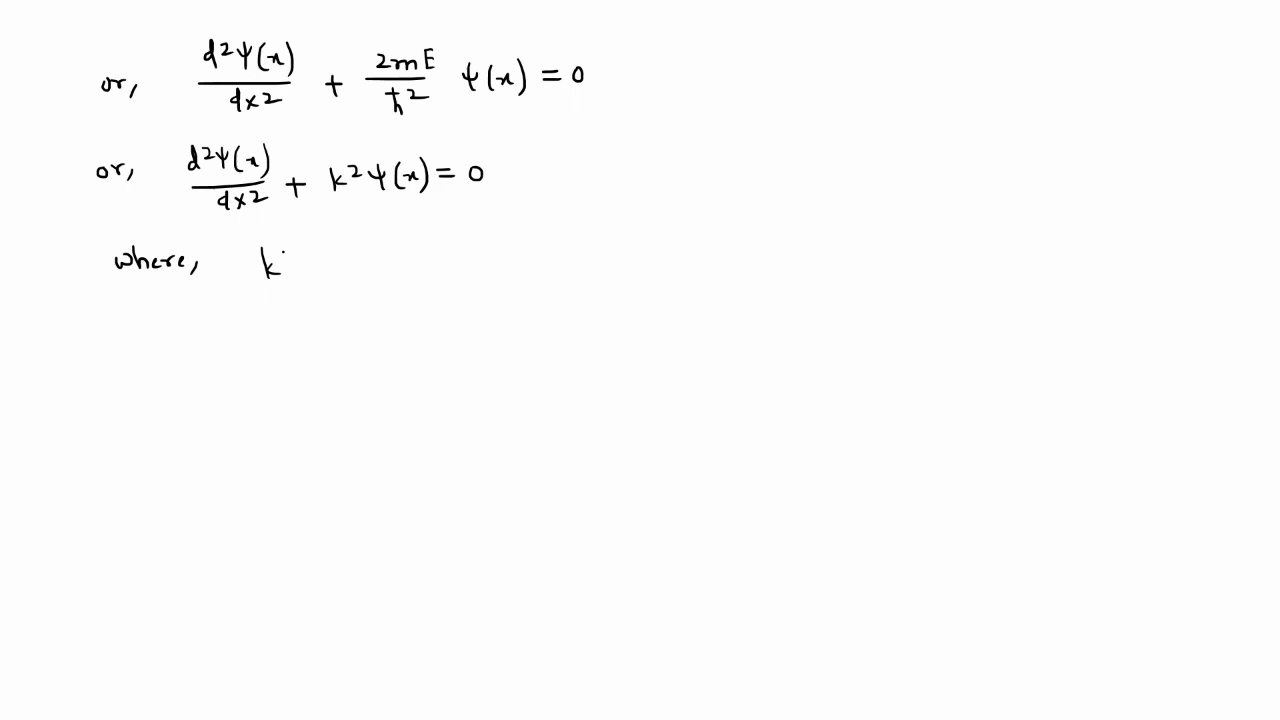 or, d²ψ(x)/dx2 + 2mE/ħ² ψ(x) = 0
or, d²ψ(x)/dx2 + k²ψ(x) = 0
where, k